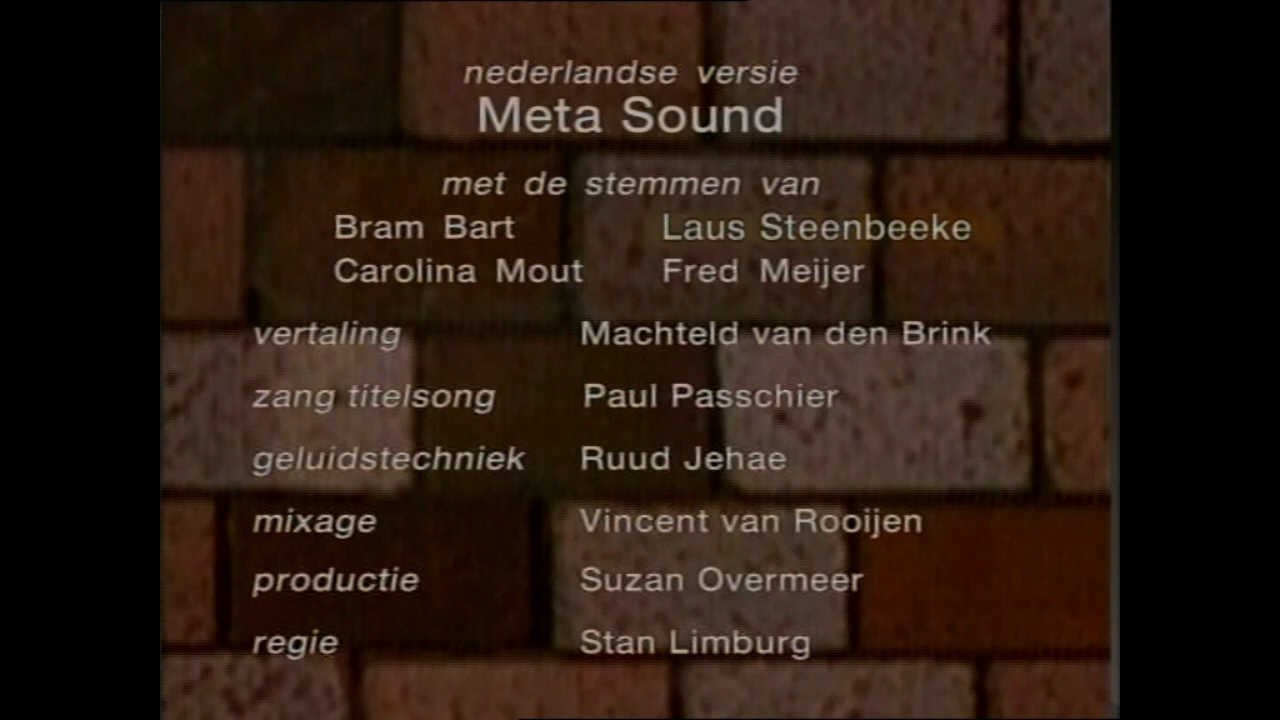 nederlandse versie
Meta Sound
met de stemmen van
Bram Bart Laus Steenbeeke
Carolina Mout Fred Meijer
vertaling Machteld van den Brink
zang titelsong Paul Passchier
geluidstechniek Ruud Jehae
mixage Vincent van Rooijen
productie Suzan Overmeer
regie Stan Limburg